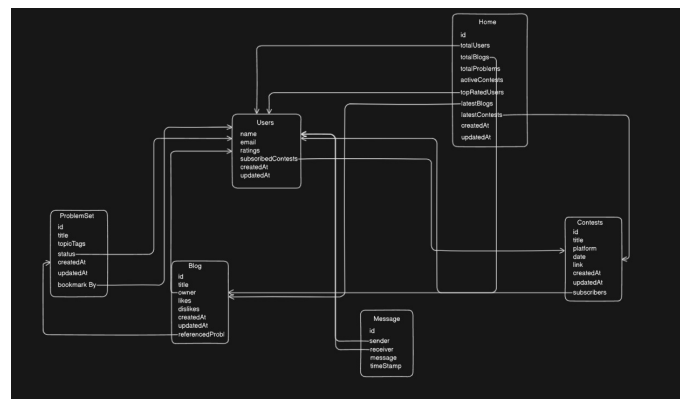 Home
id
totalUsers
totalBlogs
totalProblems
activeContests
topRatedUsers
latestBlogs
latestContests
createdAt
updatedAt
Users
name
email
ratings
subscribedContests
createdAt
updatedAt
ProblemSet
id
title
topicTags
status
createdAt
updatedAt
bookmark By
Blog
id
title
owner
likes
dislikes
createdAt
updatedAt
referencedProbl
Contests
id
title
platform
date
link
createdAt
updatedAt
subscribers
Message
id
sender
receiver
message
timeStamp